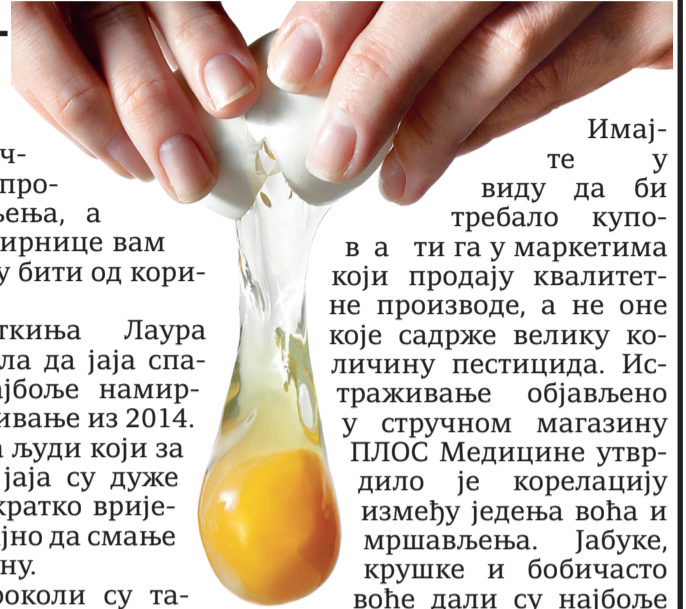 ч-
про-
ења, а
ирнице вам
у бити од кори-
ткиња Лаура
ла да јаја спа-
ајбоље намир-
ивање из 2014.
а људи који за
јаја су дуже
кратко врије-
јно да смање
ну.
роколи су та-
Имај-
те у
виду да би
требало купо-
в а ти га у маркетима
који продају квалитет-
не производе, а не оне
које садрже велику ко-
личину пестицида. Ис-
траживање објављено
у стручном магазину
ПЛОС Медицине утвр-
дило је корелацију
између једења воћа и
мршављења. Јабуке,
крушке и бобичасто
воће дали су најбоље